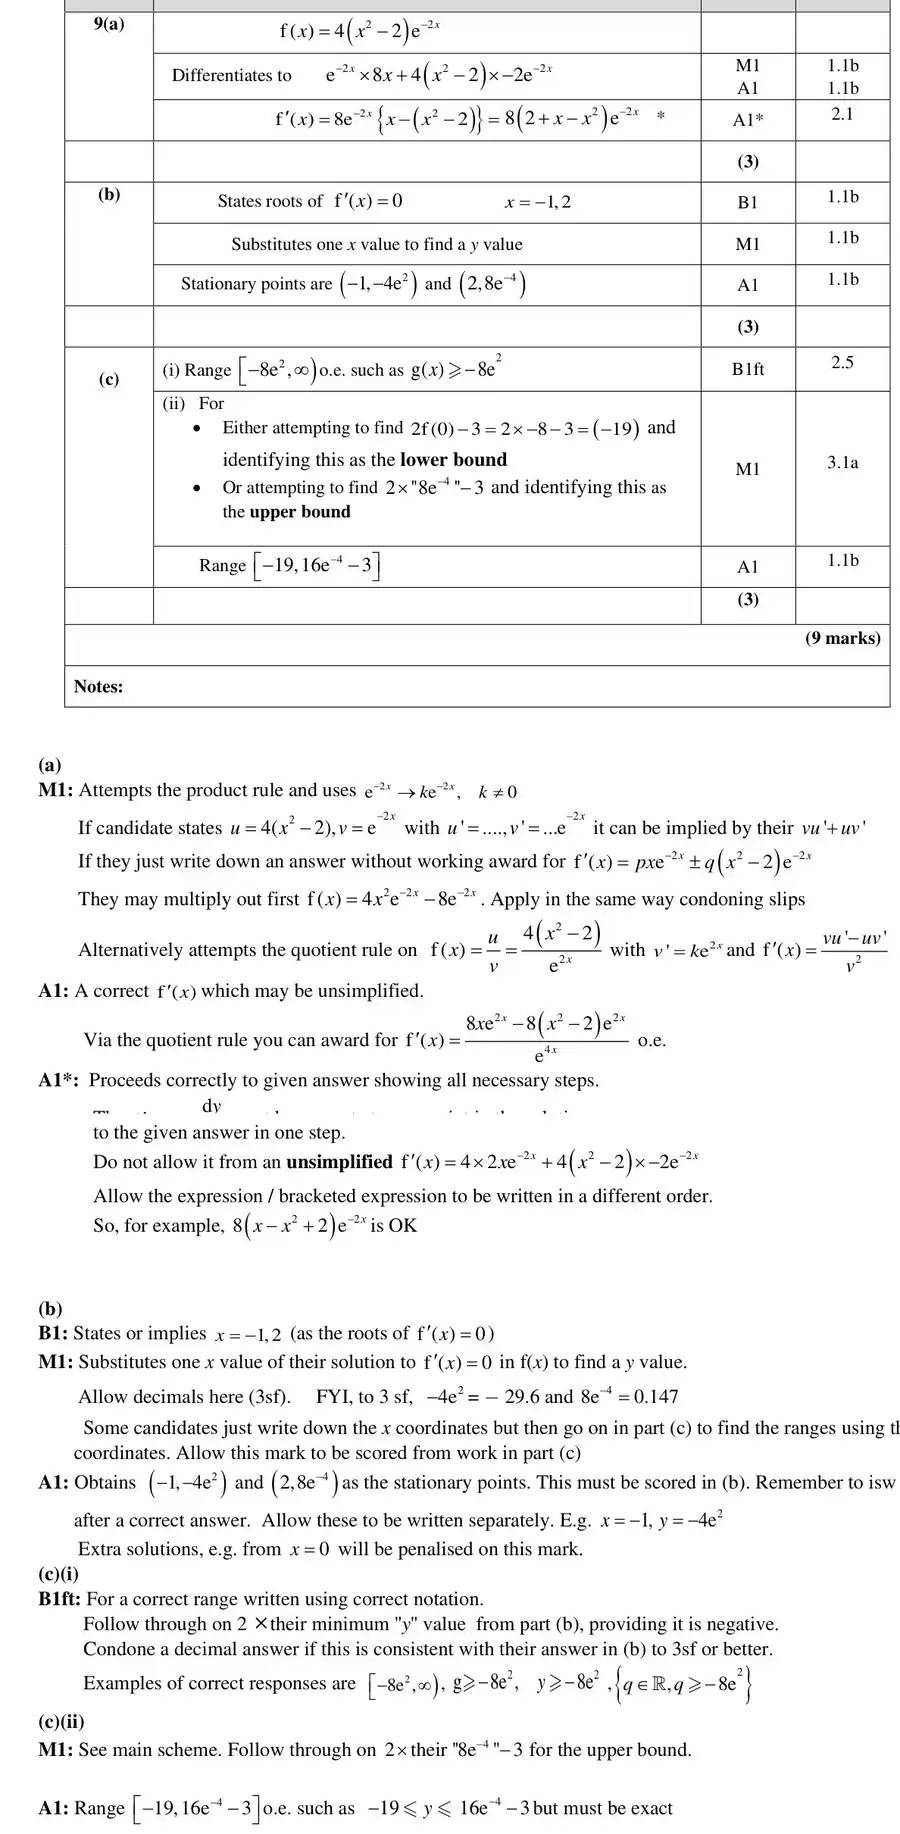 9(a) f(x) = 4(x² − 2)e⁻²ˣ
Differentiates to e⁻²ˣ × 8x + 4(x² − 2) × −2e⁻²ˣ M1 1.1b
A1 1.1b
f′(x) = 8e⁻²ˣ{x − (x² − 2)} = 8(2 + x − x²)e⁻²ˣ * A1* 2.1
(3)
(b) States roots of f′(x) = 0 x = −1, 2 B1 1.1b
Substitutes one x value to find a y value M1 1.1b
Stationary points are (−1, −4e²) and (2, 8e⁻⁴) A1 1.1b
(3)
(c) (i) Range [−8e², ∞) o.e. such as g(x) ⩾ −8e² B1ft 2.5
(ii) For
• Either attempting to find 2f(0) − 3 = 2 × −8 − 3 = (−19) and
identifying this as the lower bound
• Or attempting to find 2 × "8e⁻⁴" − 3 and identifying this as
the upper bound
M1 3.1a
Range [−19, 16e⁻⁴ − 3] A1 1.1b
(3)
(9 marks)
Notes:
(a)
M1: Attempts the product rule and uses e⁻²ˣ → ke⁻²ˣ, k ≠ 0
If candidate states u = 4(x² − 2), v = e⁻²ˣ with u' = ...., v' = ...e⁻²ˣ it can be implied by their vu'+ uv'
If they just write down an answer without working award for f′(x) = pxe⁻²ˣ ± q(x² − 2)e⁻²ˣ
They may multiply out first f(x) = 4x²e⁻²ˣ − 8e⁻²ˣ. Apply in the same way condoning slips
Alternatively attempts the quotient rule on f(x) = u/v = 4(x² − 2)/e²ˣ with v' = ke²ˣ and f′(x) = (vu'− uv')/v²
A1: A correct f′(x) which may be unsimplified.
Via the quotient rule you can award for f′(x) = (8xe²ˣ − 8(x² − 2)e²ˣ)/e⁴ˣ o.e.
A1*: Proceeds correctly to given answer showing all necessary steps.
dy
to the given answer in one step.
Do not allow it from an unsimplified f′(x) = 4 × 2xe⁻²ˣ + 4(x² − 2) × −2e⁻²ˣ
Allow the expression / bracketed expression to be written in a different order.
So, for example, 8(x − x² + 2)e⁻²ˣ is OK
(b)
B1: States or implies x = −1, 2 (as the roots of f′(x) = 0)
M1: Substitutes one x value of their solution to f′(x) = 0 in f(x) to find a y value.
Allow decimals here (3sf). FYI, to 3 sf, −4e² = − 29.6 and 8e⁻⁴ = 0.147
Some candidates just write down the x coordinates but then go on in part (c) to find the ranges using
coordinates. Allow this mark to be scored from work in part (c)
A1: Obtains (−1, −4e²) and (2, 8e⁻⁴) as the stationary points. This must be scored in (b). Remember to isw
after a correct answer. Allow these to be written separately. E.g. x = −1, y = −4e²
Extra solutions, e.g. from x = 0 will be penalised on this mark.
(c)(i)
B1ft: For a correct range written using correct notation.
Follow through on 2 × their minimum "y" value from part (b), providing it is negative.
Condone a decimal answer if this is consistent with their answer in (b) to 3sf or better.
Examples of correct responses are [−8e², ∞), g ⩾ −8e², y ⩾ −8e², {q ∈ ℝ, q ⩾ −8e²}
(c)(ii)
M1: See main scheme. Follow through on 2 × their "8e⁻⁴" − 3 for the upper bound.
A1: Range [−19, 16e⁻⁴ − 3] o.e. such as −19 ⩽ y ⩽ 16e⁻⁴ − 3 but must be exact